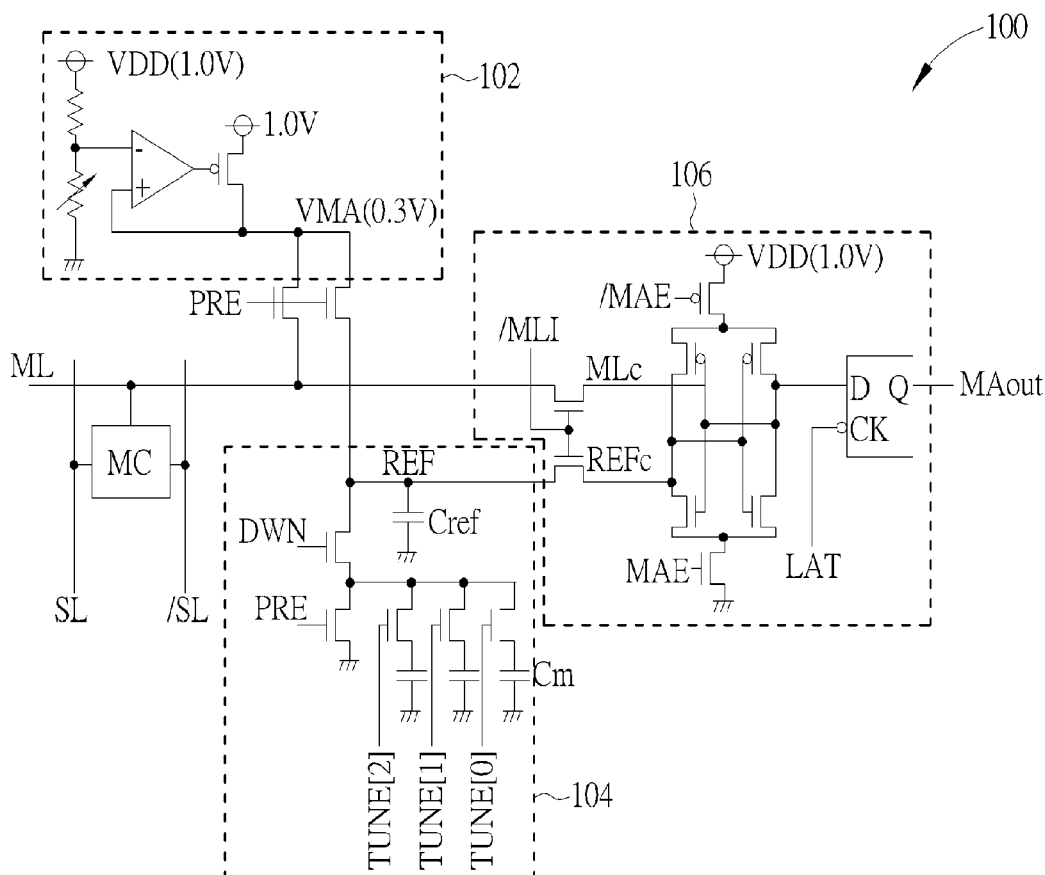 100
VDD(1.0V)
102
1.0V
-
+
VMA(0.3V)
106
VDD(1.0V)
PRE
/MAE
/MLI
ML
MLc
D Q
MAout
CK
MC
REF
REFc
DWN
Cref
MAE
LAT
SL
/SL
PRE
Cm
TUNE[2]
TUNE[1]
TUNE[0]
104